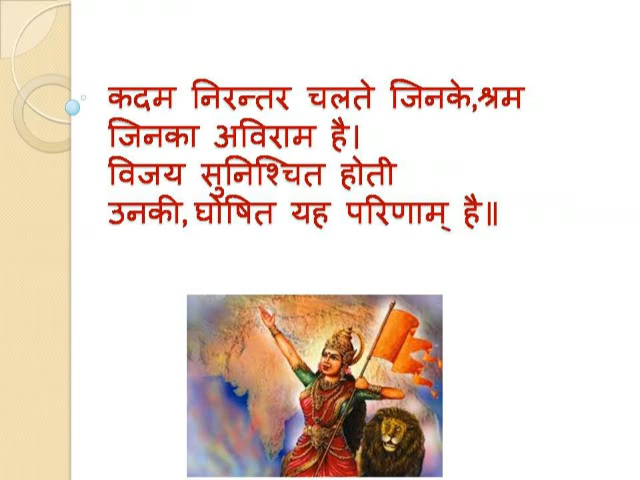 कदम निरन्तर चलते जिनके,श्रम
जिनका अविराम है।
विजय सुनिश्चित होती
उनकी, घोषित यह परिणाम् है॥